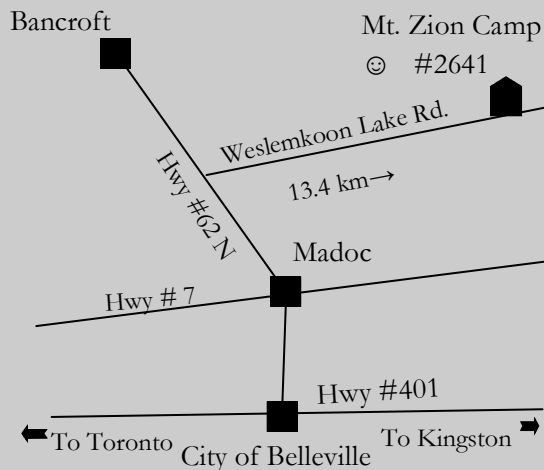 Bancroft
Mt. Zion Camp
☺ #2641
Weslemkoon Lake Rd.
13.4 km→
Hwy #62 N
Madoc
Hwy # 7
Hwy #401
To Toronto
To Kingston
City of Belleville